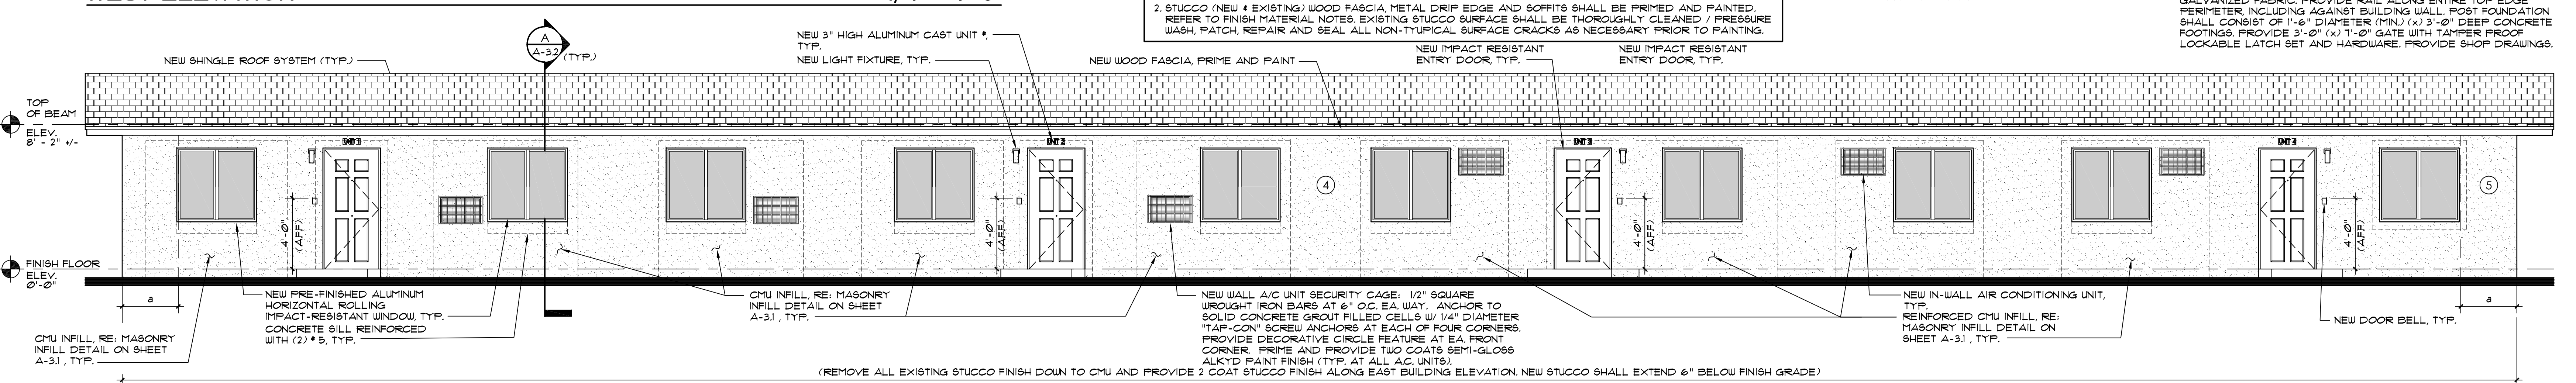 2. STUCCO (NEW & EXISTING) WOOD FASCIA, METAL DRIP EDGE AND SOFFITS SHALL BE PRIMED AND PAINTED.
REFER TO FINISH MATERIAL NOTES. EXISTING STUCCO SURFACE SHALL BE THOROUGHLY CLEANED / PRESSURE
WASH, PATCH, REPAIR AND SEAL ALL NON-TYUPICAL SURFACE CRACKS AS NECESSARY PRIOR TO PAINTING.
PERIMETER, INCLUDING AGAINST BUILDING WALL. POST FOUNDATION
SHALL CONSIST OF 1'-6" DIAMETER (MIN.) (x) 3'-0" DEEP CONCRETE
FOOTINGS. PROVIDE 3'-0" (x) 7'-0" GATE WITH TAMPER PROOF
LOCKABLE LATCH SET AND HARDWARE. PROVIDE SHOP DRAWINGS.
A
A-3.2
(TYP.)
NEW SHINGLE ROOF SYSTEM (TYP.)
NEW 3" HIGH ALUMINUM CAST UNIT #,
TYP.
NEW LIGHT FIXTURE, TYP.
NEW WOOD FASCIA, PRIME AND PAINT
NEW IMPACT RESISTANT
ENTRY DOOR, TYP.
NEW IMPACT RESISTANT
ENTRY DOOR, TYP.
TOP
OF BEAM
ELEV.
8' - 2" +/-
UNIT 1
UNIT 2
UNIT 3
UNIT 4
4
5
4'-0"
(A.F.F.)
4'-0"
(A.F.F.)
4'-0"
(A.F.F.)
4'-0"
(A.F.F.)
FINISH FLOOR
ELEV.
0'-0"
a
a
NEW PRE-FINISHED ALUMINUM
HORIZONTAL ROLLING
IMPACT-RESISTANT WINDOW, TYP.
CONCRETE SILL REINFORCED
WITH (2) # 5, TYP.
CMU INFILL, RE: MASONRY
INFILL DETAIL ON SHEET
A-3.1 , TYP.
CMU INFILL, RE: MASONRY
INFILL DETAIL ON SHEET
A-3.1 , TYP.
NEW WALL A/C UNIT SECURITY CAGE: 1/2" SQUARE
WROUGHT IRON BARS AT 6" O.C. EA. WAY. ANCHOR TO
SOLID CONCRETE GROUT FILLED CELLS W/ 1/4" DIAMETER
"TAP-CON" SCREW ANCHORS AT EACH OF FOUR CORNERS.
PROVIDE DECORATIVE CIRCLE FEATURE AT EA. FRONT
CORNER. PRIME AND PROVIDE TWO COATS SEMI-GLOSS
ALKYD PAINT FINISH (TYP. AT ALL A.C. UNITS).
NEW IN-WALL AIR CONDITIONING UNIT,
TYP.
REINFORCED CMU INFILL, RE:
MASONRY INFILL DETAIL ON
SHEET A-3.1 , TYP.
NEW DOOR BELL, TYP.
(REMOVE ALL EXISTING STUCCO FINISH DOWN TO CMU AND PROVIDE 2 COAT STUCCO FINISH ALONG EAST BUILDING ELEVATION. NEW STUCCO SHALL EXTEND 6" BELOW FINISH GRADE)